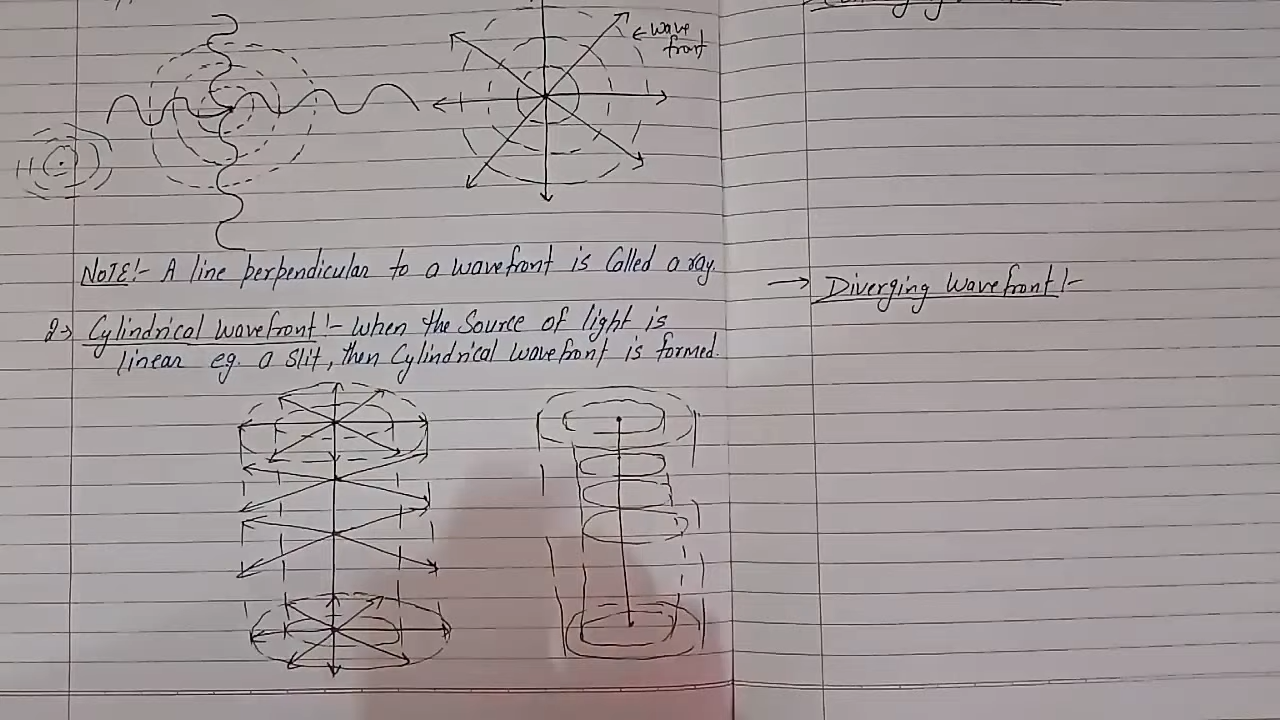 ← wave
front
NOTE!- A line perpendicular to a wavefront is Called a ray.
2→ Cylindrical wavefront!- when the Source of light is
linear eg. a slit, then Cylindrical wavefront is formed.
→ Diverging Wavefront!-